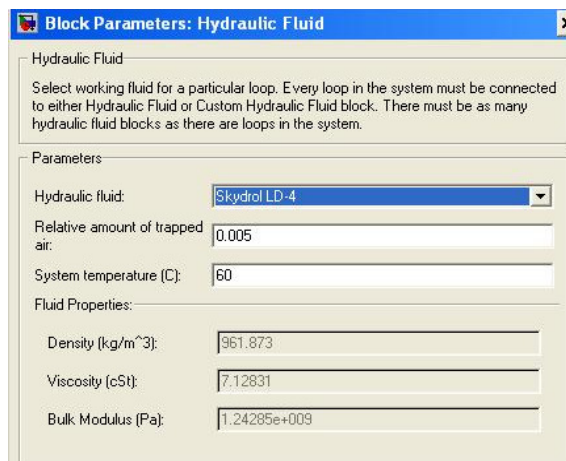 Block Parameters: Hydraulic Fluid
Hydraulic Fluid
Select working fluid for a particular loop. Every loop in the system must be connected
to either Hydraulic Fluid or Custom Hydraulic Fluid block. There must be as many
hydraulic fluid blocks as there are loops in the system.
Parameters
Hydraulic fluid: Skydrol LD-4
Relative amount of trapped
air: 0.005
System temperature (C): 60
Fluid Properties:
Density (kg/m^3): 961.873
Viscosity (cSt): 7.12831
Bulk Modulus (Pa): 1.24285e+009